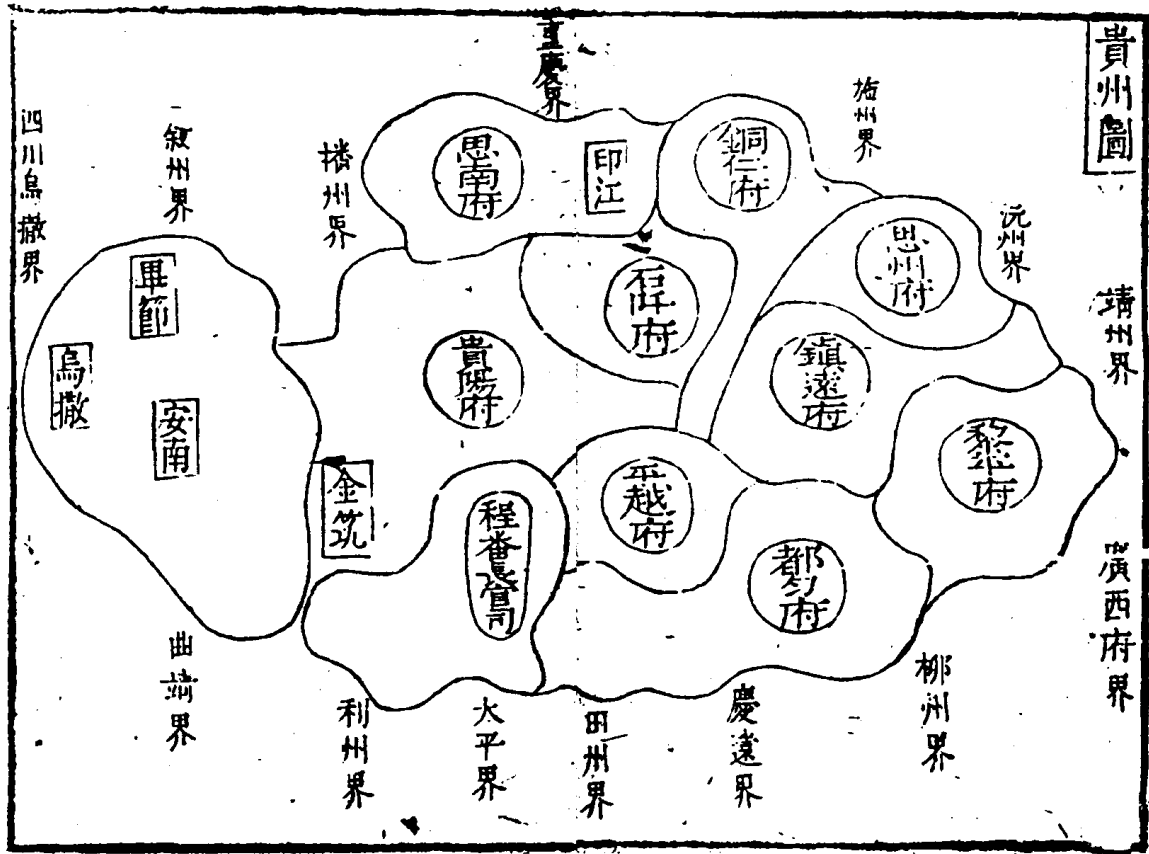 貴州圖
重慶界
施州界
沅州界
靖州界
廣西府界
播州界
敘州界
四川烏撒界
銅仁府
印江
思南府
思州府
石阡府
鎮遠府
貴陽府
黎平府
平越府
都勻府
畢節
烏撒
安南
金筑
程番長官司
柳州界
慶遠界
田州界
太平界
利州界
曲靖界